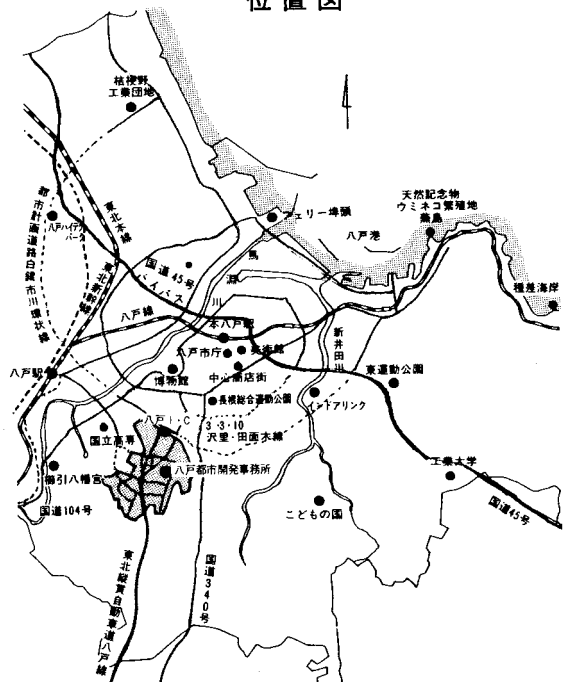 位置図
桔梗野
工業団地
天然記念物
ウミネコ繁殖地
蕪島
フェリー埠頭
八戸港
八戸ハイテク
パーク
東北本線
都市計画道路白銀市川環状線
国道45号
バイパス
馬淵川
種差海岸
東北新幹線
八戸線
本八戸駅
新井田川
八戸市庁
美術館
八戸駅
博物館
中心商店街
東運動公園
長根総合運動公園
インドアリンク
八戸I・C
3・3・10
沢里・田面木線
国立高専
櫛引八幡宮
八戸都市開発事務所
工業大学
国道104号
こどもの国
国道45号
国道340号
東北縦貫自動車道八戸線